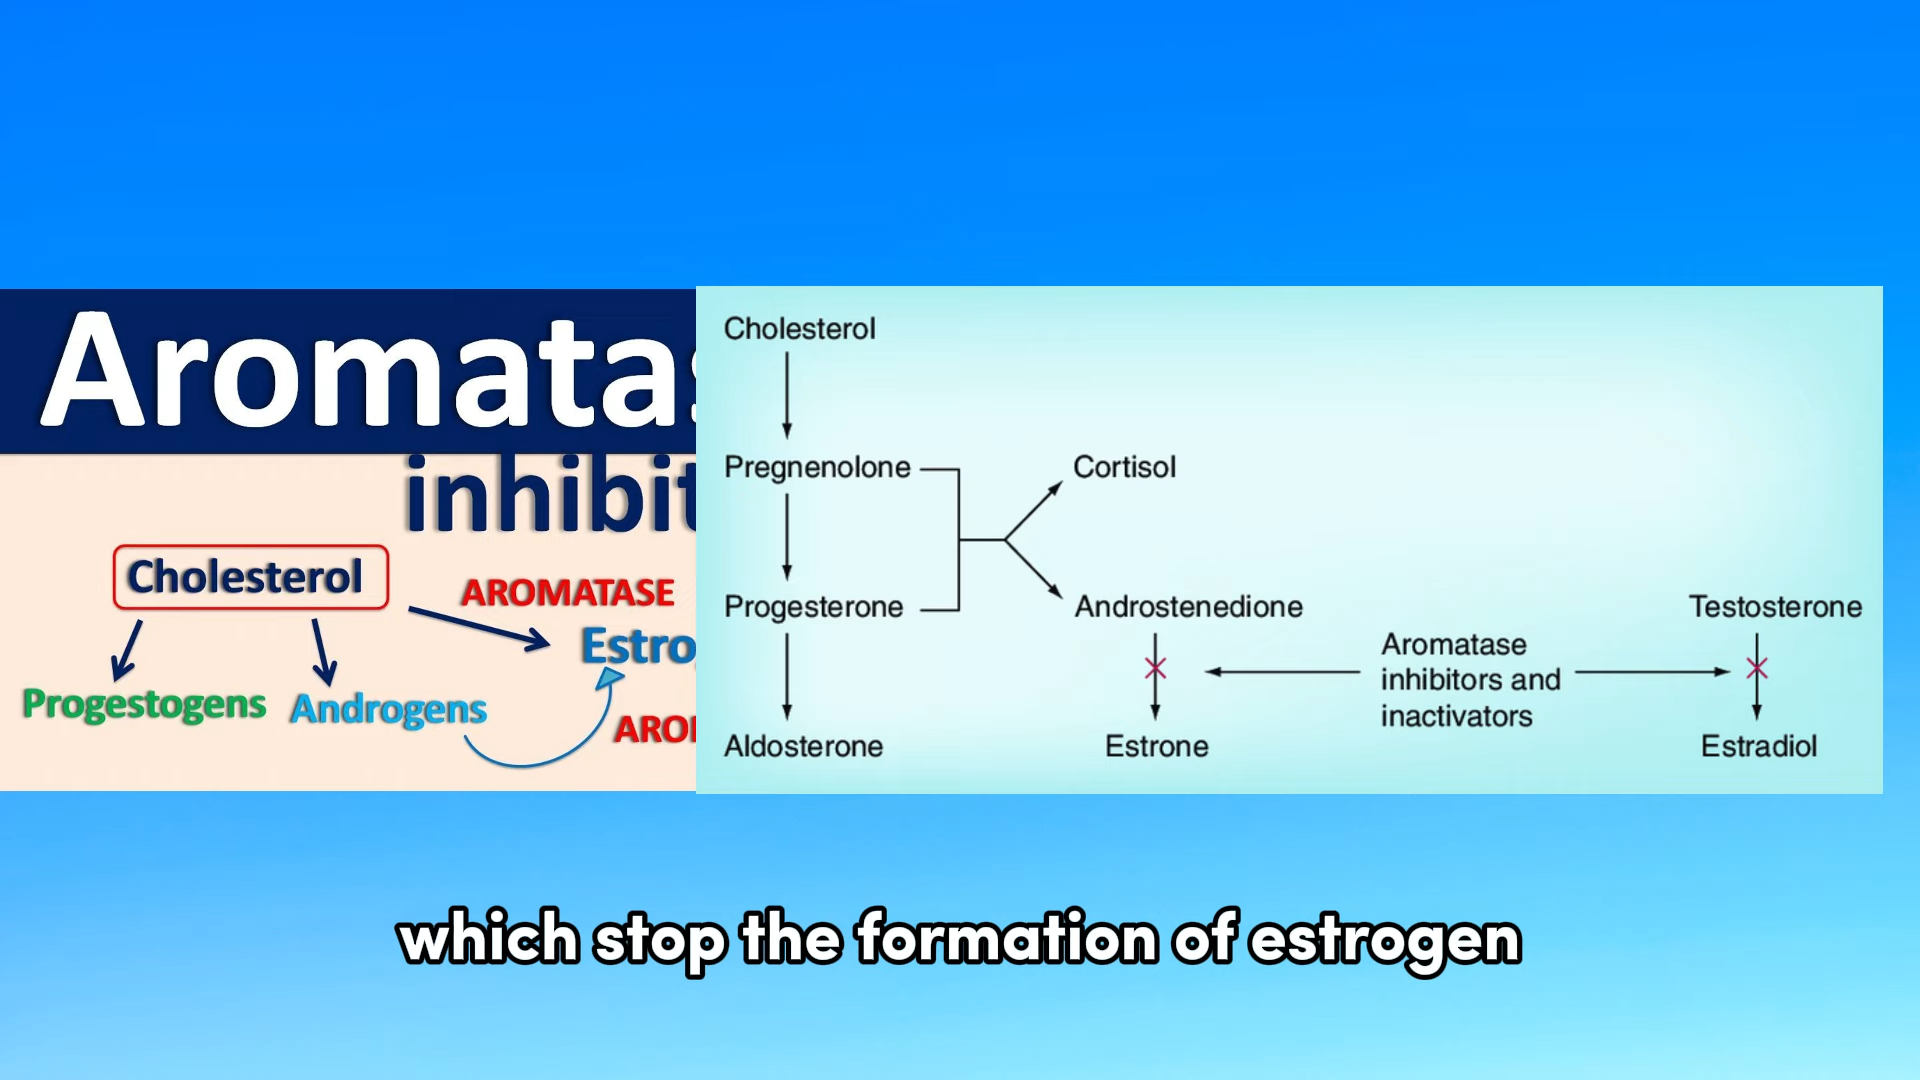 Aromatas
inhibit
Cholesterol
AROMATASE
Estro
Progestogens
Androgens
ARO
Cholesterol
Pregnenolone
Cortisol
Progesterone
Androstenedione
Testosterone
Aromatase
inhibitors and
inactivators
Aldosterone
Estrone
Estradiol
which stop the formation of estrogen